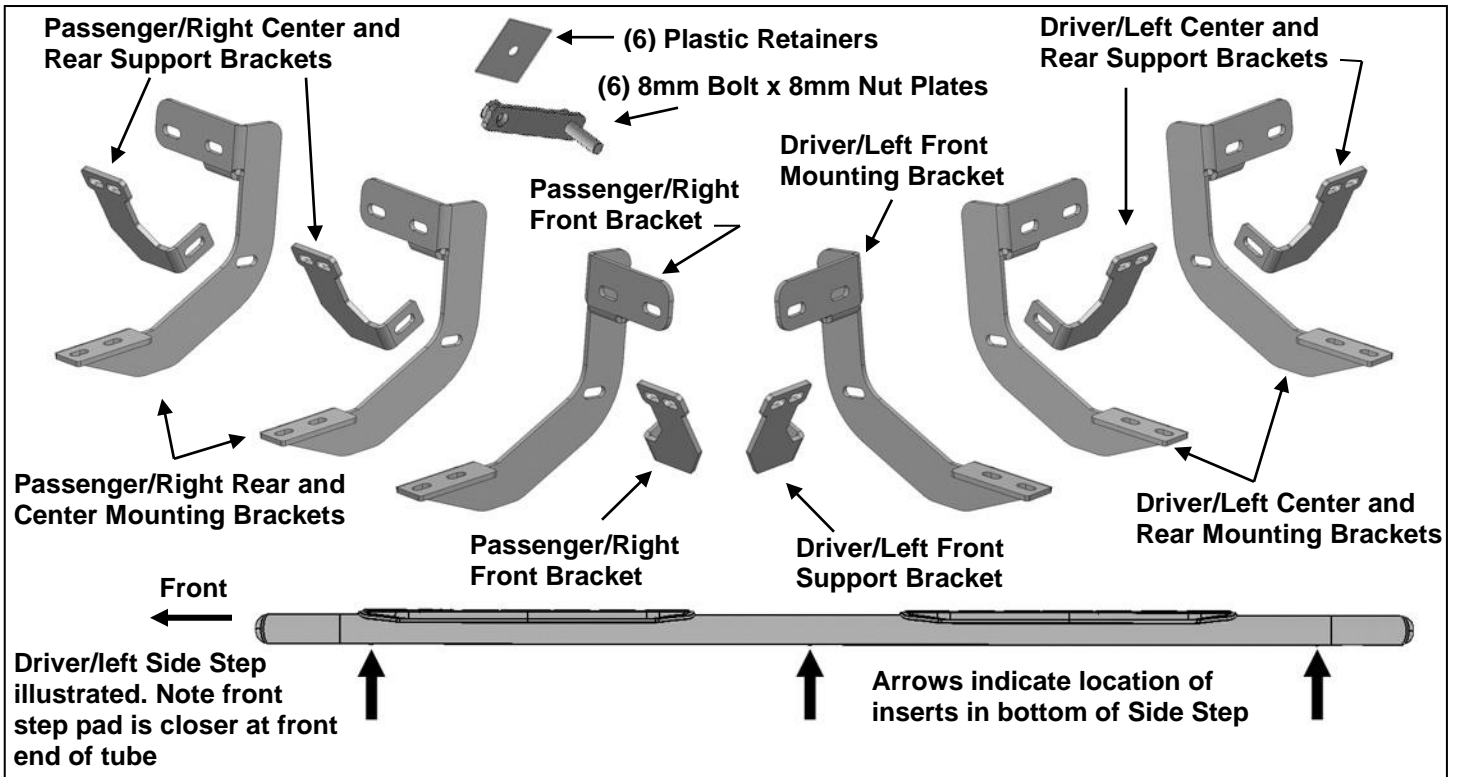 Passenger/Right Center and
Rear Support Brackets
(6) Plastic Retainers
(6) 8mm Bolt x 8mm Nut Plates
Driver/Left Center and
Rear Support Brackets
Passenger/Right
Front Bracket
Driver/Left Front
Mounting Bracket
Passenger/Right Rear and
Center Mounting Brackets
Passenger/Right
Front Bracket
Driver/Left Front
Support Bracket
Driver/Left Center and
Rear Mounting Brackets
Front
Driver/left Side Step
illustrated. Note front
step pad is closer at front
end of tube
Arrows indicate location of
inserts in bottom of Side Step